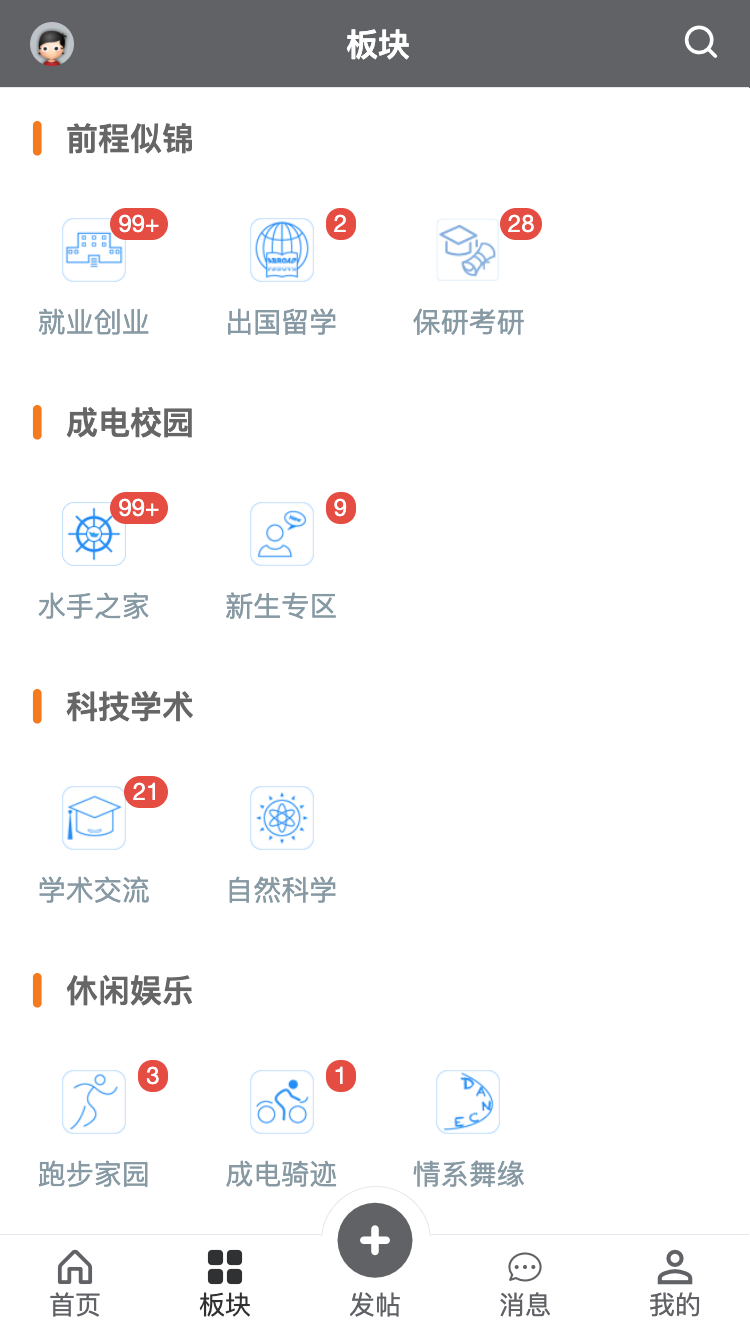 板块
前程似锦
99+ 2 28
就业创业 出国留学 保研考研
成电校园
99+ 9
水手之家 新生专区
科技学术
21
学术交流 自然科学
休闲娱乐
3 1
DANCE
跑步家园 成电骑迹 情系舞缘
首页 板块 发帖 消息 我的